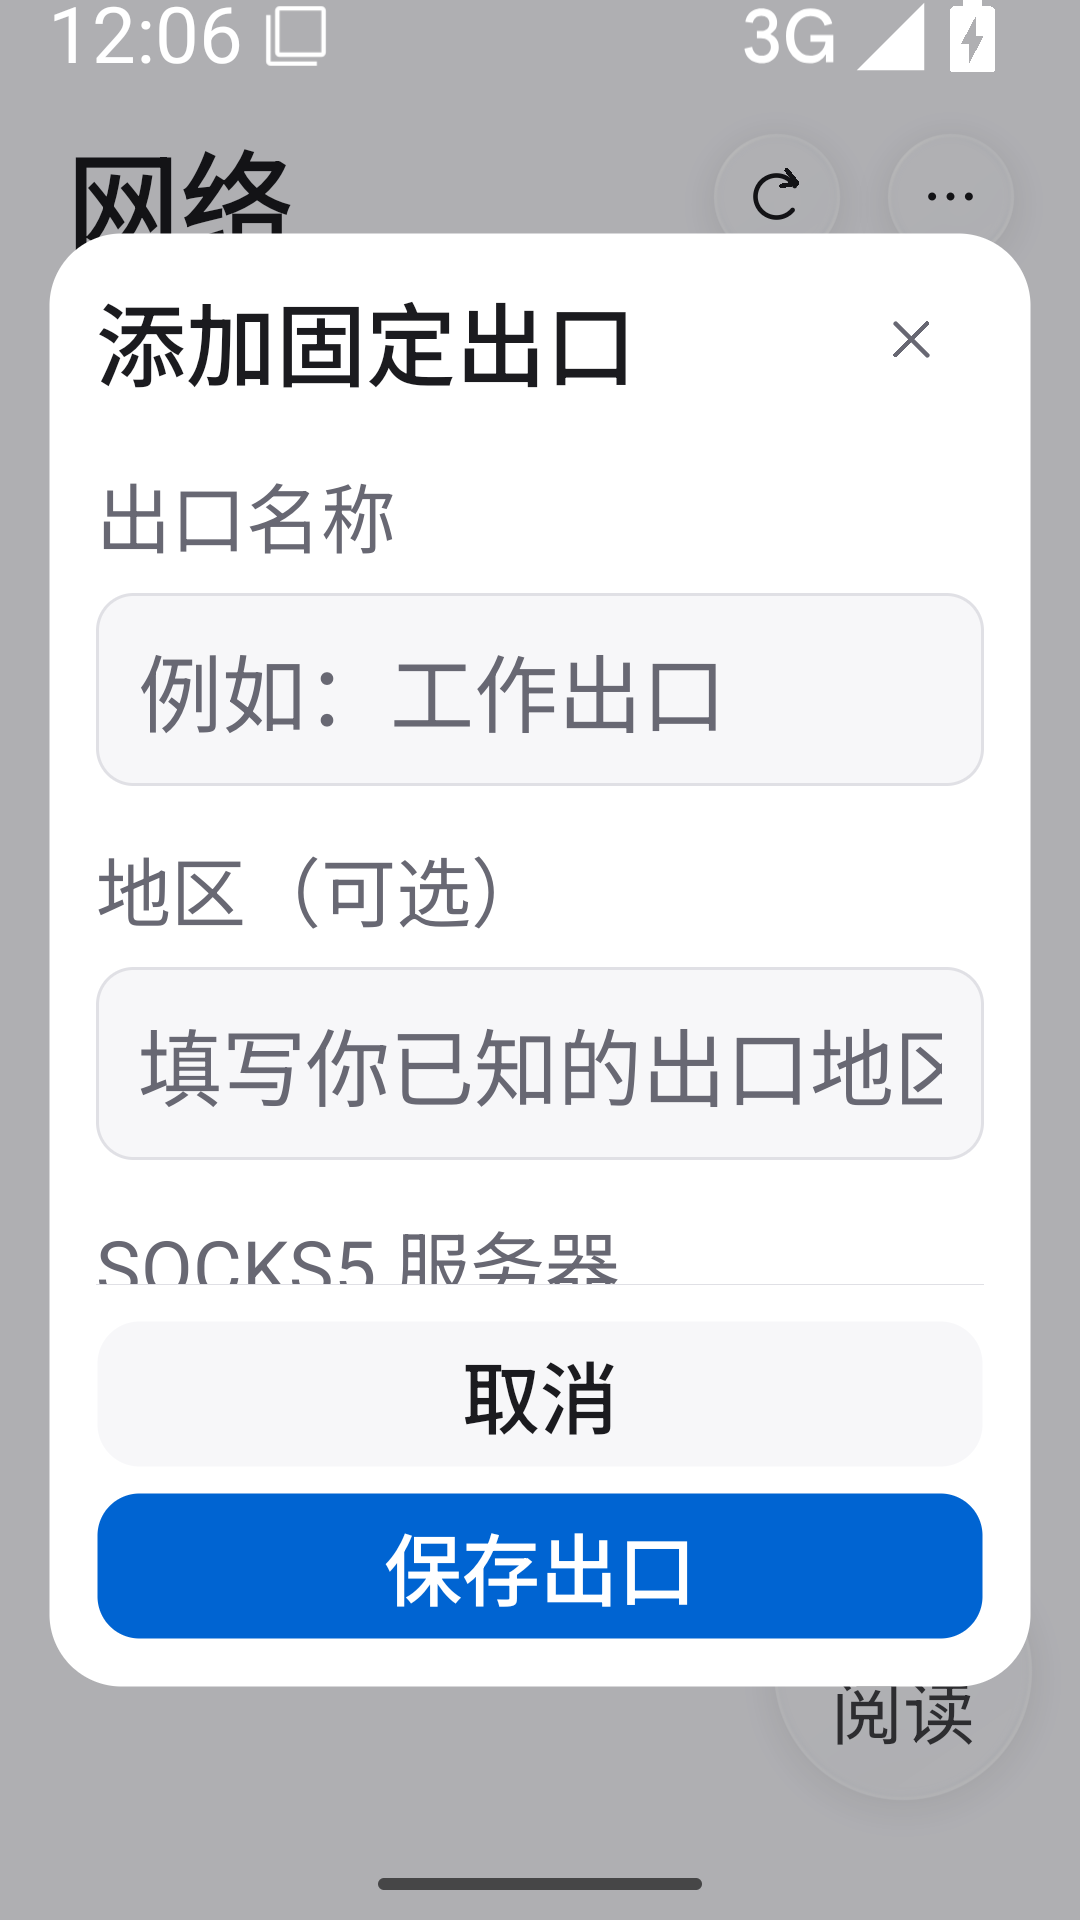 12:06
3G
网络
添加固定出口
出口名称
例如：工作出口
地区（可选）
填写你已知的出口地区
SOCKS5 服务器
取消
保存出口
阅读